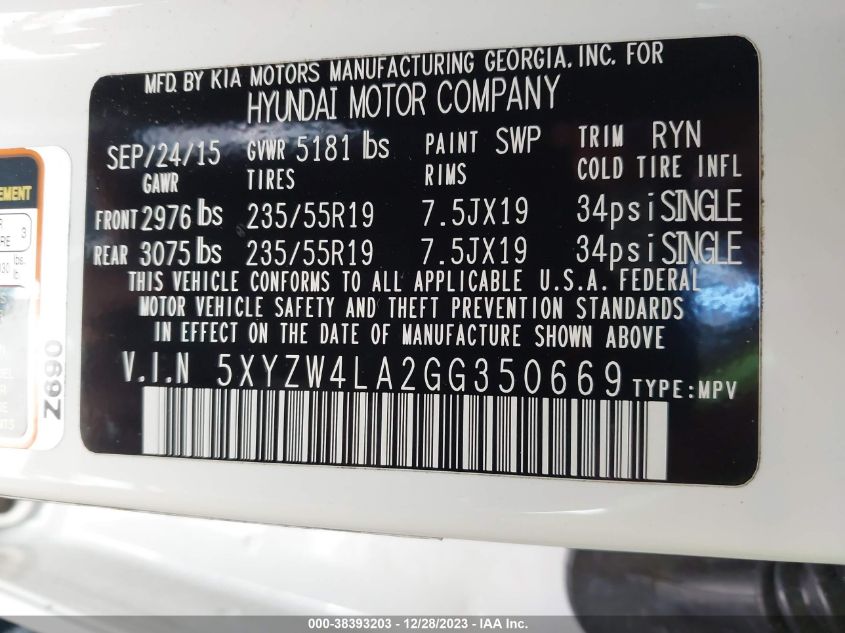 MFD. BY KIA MOTORS MANUFACTURING GEORGIA, INC. FOR
HYUNDAI MOTOR COMPANY
SEP/24/15 GVWR 5181 lbs PAINT SWP TRIM RYN
GAWR TIRES RIMS COLD TIRE INFL
FRONT 2976 lbs 235/55R19 7.5JX19 34psi SINGLE
REAR 3075 lbs 235/55R19 7.5JX19 34psi SINGLE
THIS VEHICLE CONFORMS TO ALL APPLICABLE U.S.A. FEDERAL
MOTOR VEHICLE SAFETY AND THEFT PREVENTION STANDARDS
IN EFFECT ON THE DATE OF MANUFACTURE SHOWN ABOVE
V.I.N 5XYZW4LA2GG350669 TYPE:MPV
EMENT
3
lbs.
Z690
000-38393203 - 12/28/2023 - IAA Inc.